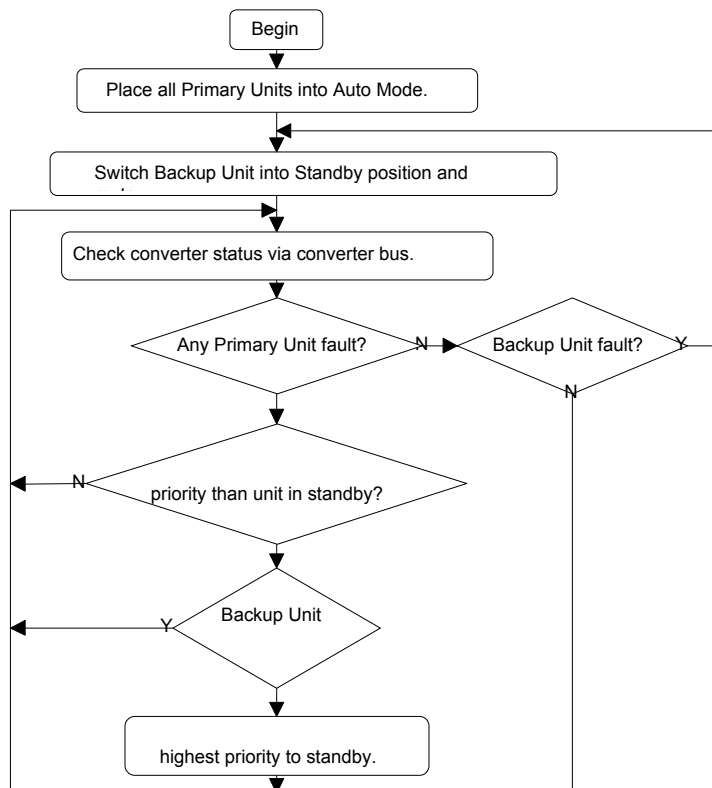 Begin
Place all Primary Units into Auto Mode.
Switch Backup Unit into Standby position and
Check converter status via converter bus.
Any Primary Unit fault?
N
Backup Unit fault?
Y
N
N
priority than unit in standby?
Backup Unit
Y
highest priority to standby.